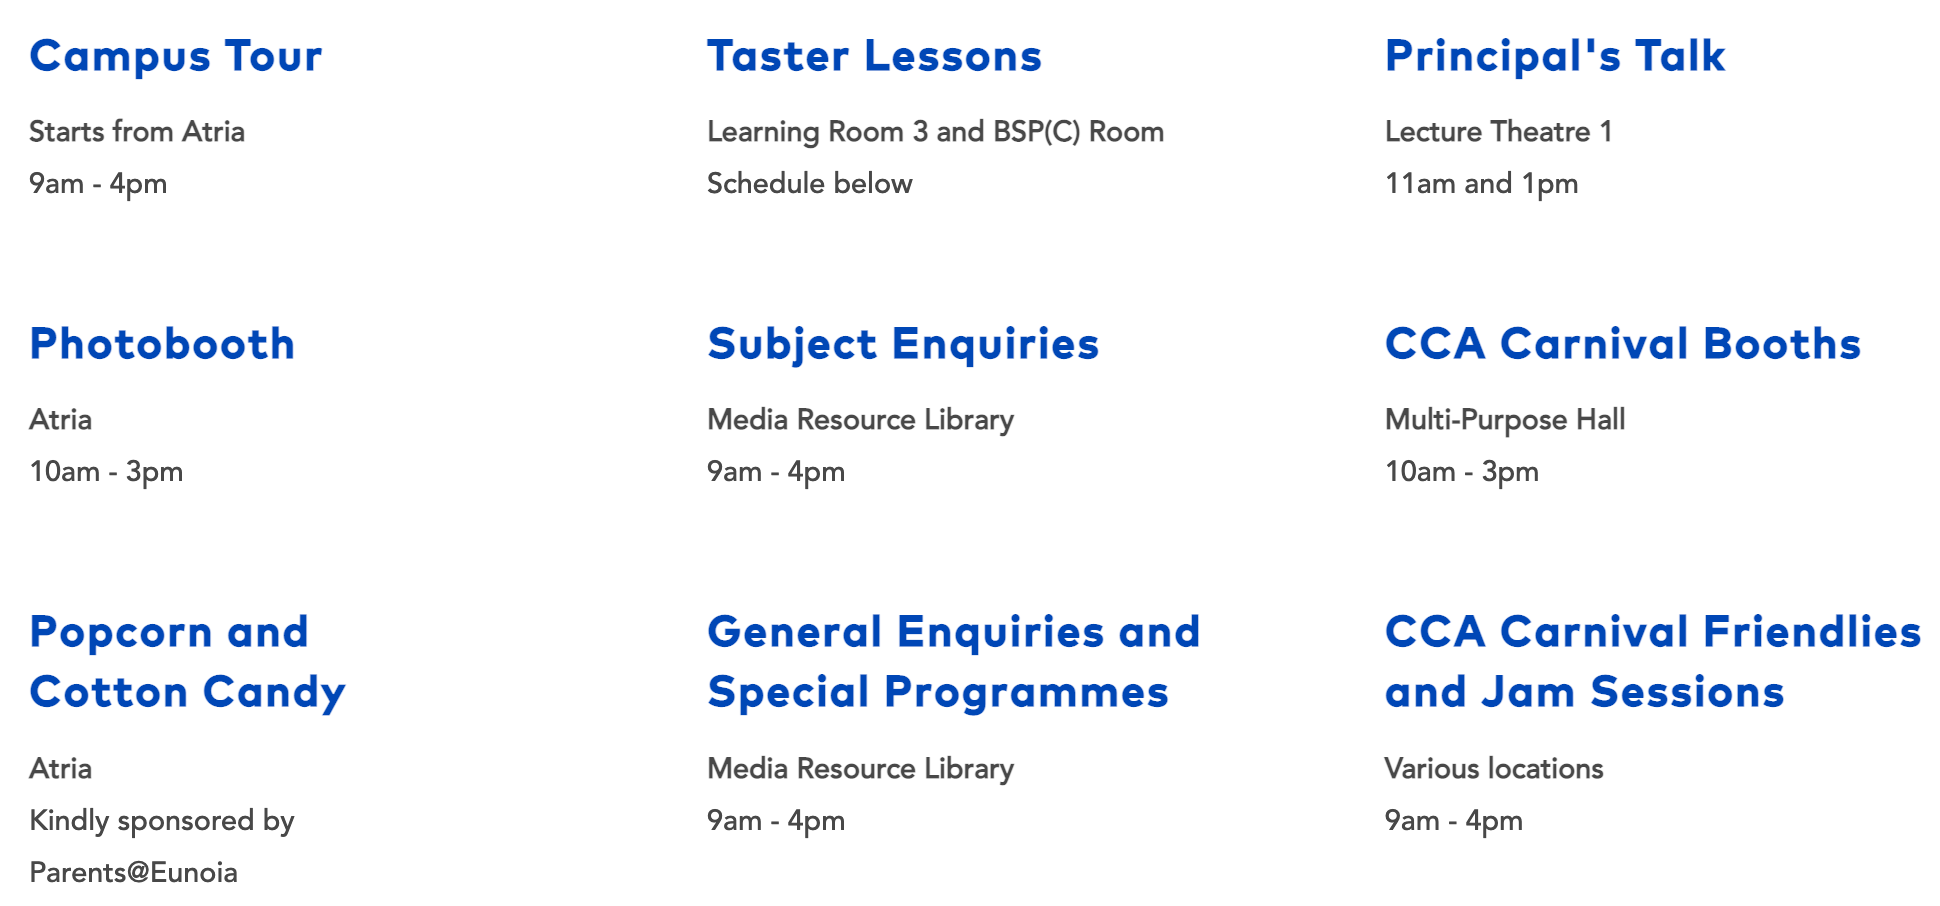 Campus Tour
Starts from Atria
9am - 4pm
Taster Lessons
Learning Room 3 and BSP(C) Room
Schedule below
Principal's Talk
Lecture Theatre 1
11am and 1pm
Photobooth
Atria
10am - 3pm
Subject Enquiries
Media Resource Library
9am - 4pm
CCA Carnival Booths
Multi-Purpose Hall
10am - 3pm
Popcorn and
Cotton Candy
Atria
Kindly sponsored by
Parents@Eunoia
General Enquiries and
Special Programmes
Media Resource Library
9am - 4pm
CCA Carnival Friendlies
and Jam Sessions
Various locations
9am - 4pm